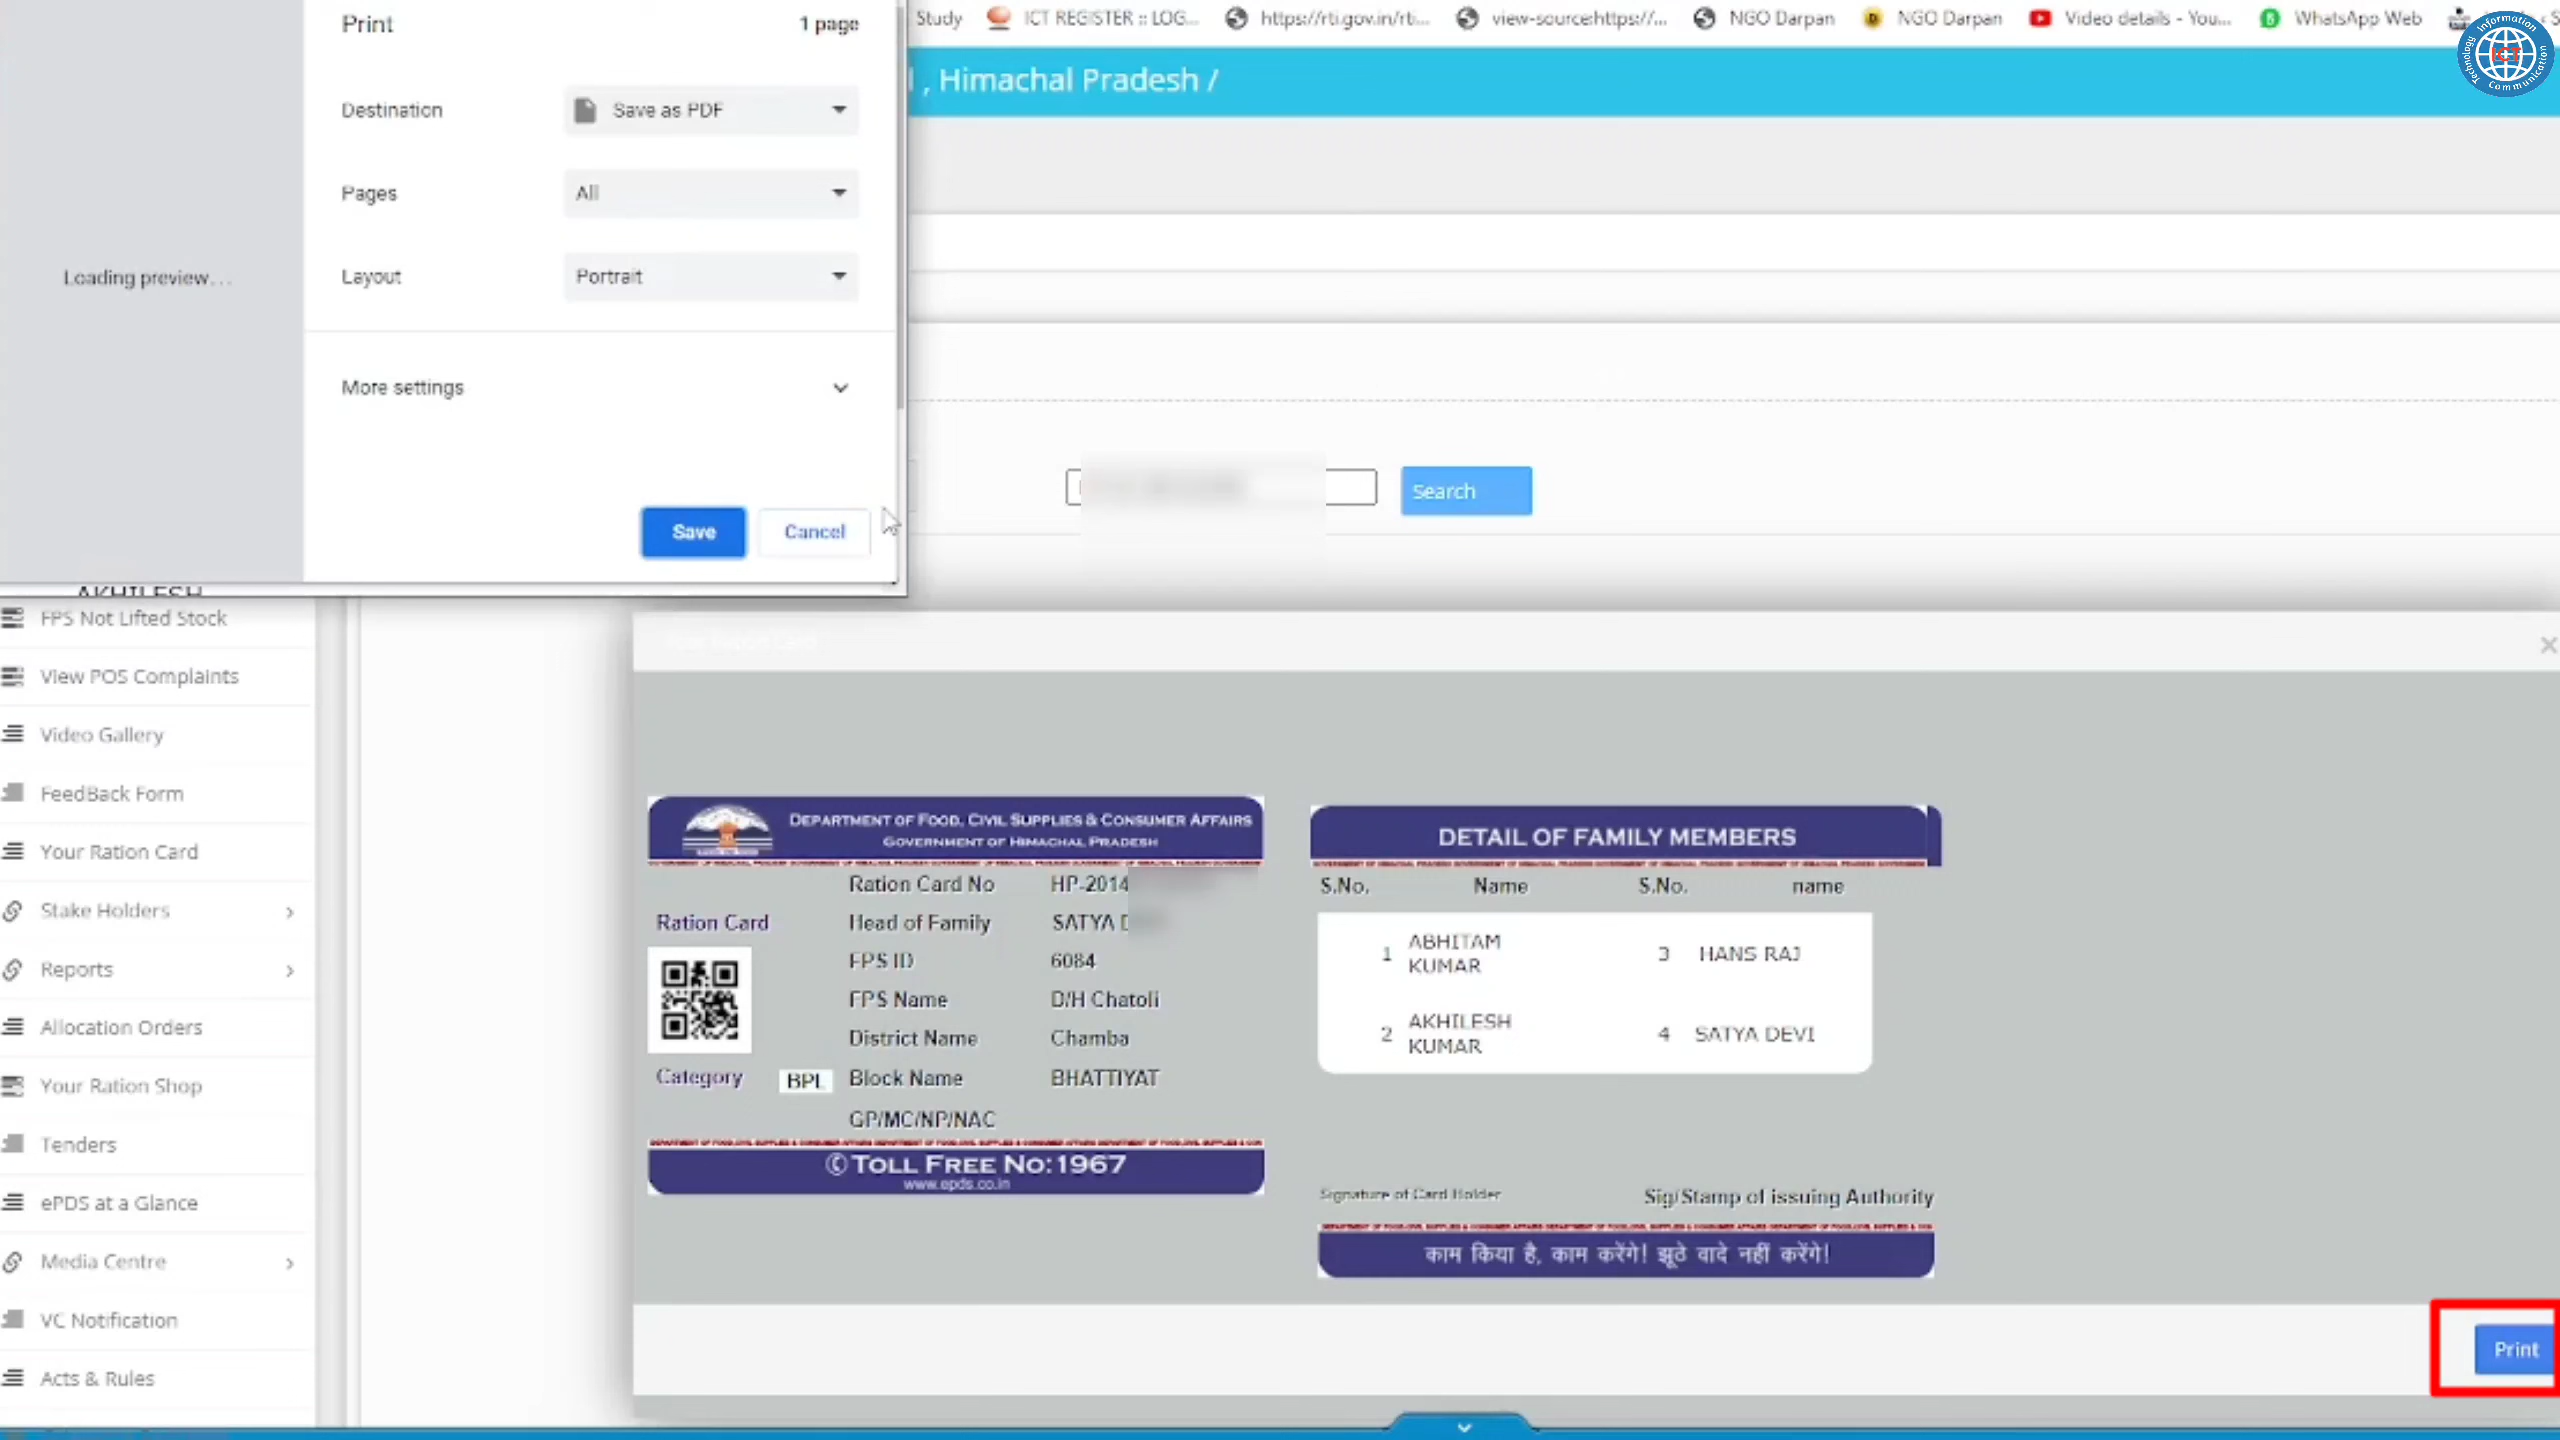 Print
1 page
Destination
Save as PDF
Pages
All
Loading preview...
Layout
Portrait
More settings
Save
Cancel
Study
ICT REGISTER :: LOG...
https://rti.gov.in/rti...
view-source:https://...
NGO Darpan
NGO Darpan
Video details - You...
WhatsApp Web
Information
Communication
Technology
ICT
, Himachal Pradesh /
Search
AKHILESH
FPS Not Lifted Stock
View POS Complaints
Video Gallery
FeedBack Form
Your Ration Card
Stake Holders
Reports
Allocation Orders
Your Ration Shop
Tenders
ePDS at a Glance
Media Centre
VC Notification
Acts & Rules
DEPARTMENT OF FOOD, CIVIL SUPPLIES & CONSUMER AFFAIRS
GOVERNMENT OF HIMACHAL PRADESH
Ration Card No HP-2014
Ration Card
Head of Family SATYA D
FPS ID 6084
FPS Name D/H Chatoli
District Name Chamba
Category BPL
Block Name BHATTIYAT
GP/MC/NP/NAC
TOLL FREE NO:1967
www.epds.co.in
DETAIL OF FAMILY MEMBERS
S.No. Name S.No. name
1 ABHITAM KUMAR 3 HANS RAJ
2 AKHILESH KUMAR 4 SATYA DEVI
Signature of Card Holder
Sig/Stamp of issuing Authority
काम किया है, काम करेंगे! झूठे वादे नहीं करेंगे!
Print